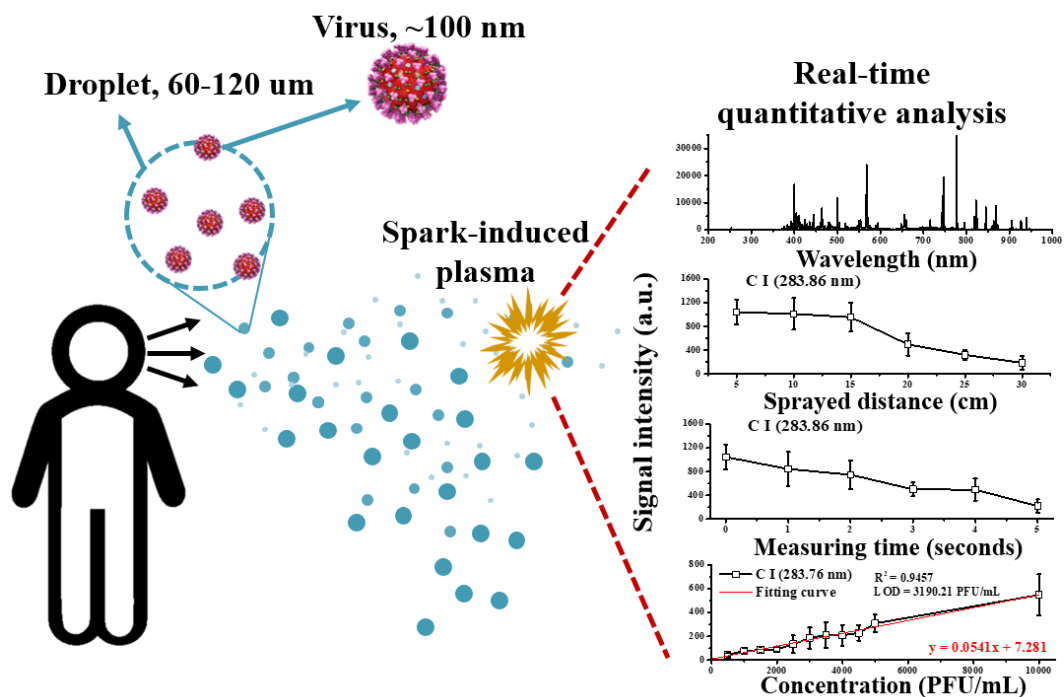 Virus, ~100 nm
Droplet, 60-120 um
Spark-induced
plasma
Real-time
quantitative analysis
30000
20000
10000
0
200 300 400 500 600 700 800 900 1000
Wavelength (nm)
Signal intensity (a.u.)
C I (283.86 nm)
1600
1200
800
400
0
5 10 15 20 25 30
Sprayed distance (cm)
C I (283.86 nm)
1600
1200
800
400
0
0 1 2 3 4 5
Measuring time (seconds)
800
600
400
200
0
C I (283.76 nm)
Fitting curve
R² = 0.9457
LOD = 3190.21 PFU/mL
y = 0.0541x + 7.281
0 2000 4000 6000 8000 10000
Concentration (PFU/mL)